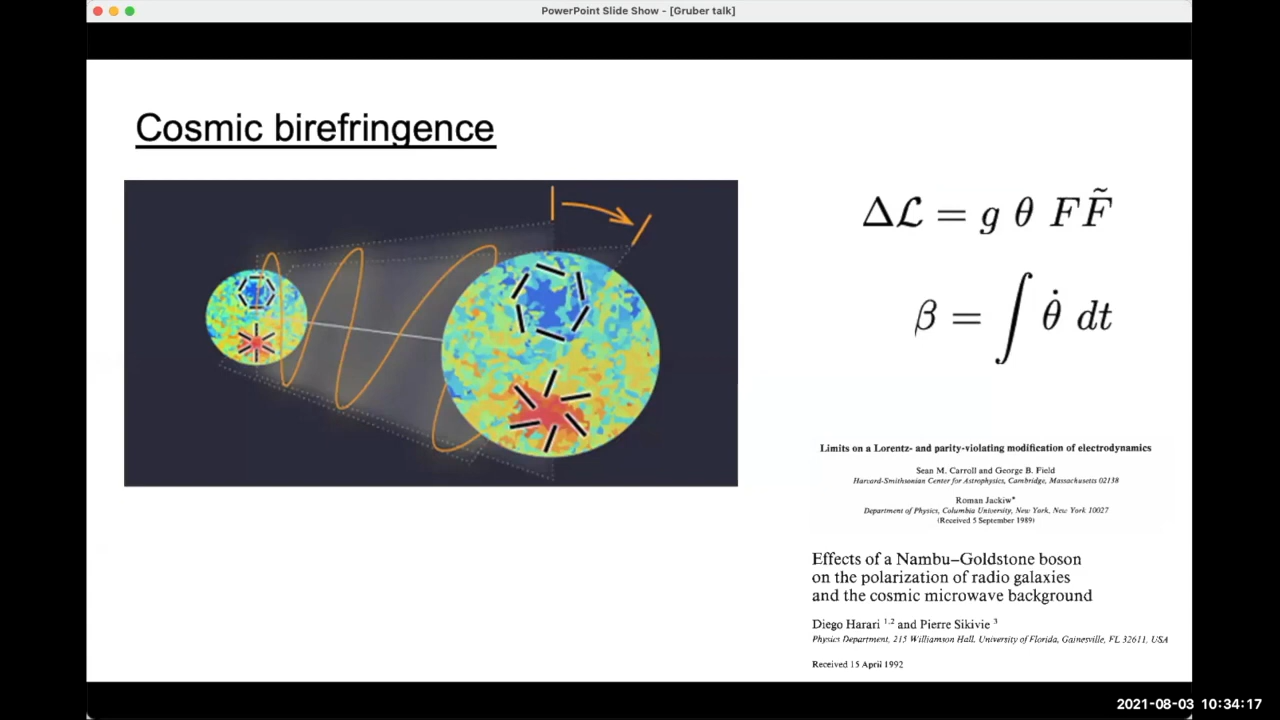 PowerPoint Slide Show - [Gruber talk]
Cosmic birefringence
Δℒ = g θ FF̃
β = ∫ θ̇ dt
Limits on a Lorentz- and parity-violating modification of electrodynamics
Sean M. Carroll and George B. Field
Harvard-Smithsonian Center for Astrophysics, Cambridge, Massachusetts 02138
Roman Jackiw*
Department of Physics, Columbia University, New York, New York 10027
(Received 5 September 1989)
Effects of a Nambu–Goldstone boson
on the polarization of radio galaxies
and the cosmic microwave background
Diego Harari 1,2 and Pierre Sikivie 3
Physics Department, 215 Williamson Hall, University of Florida, Gainesville, FL 32611, USA
Received 15 April 1992
2021-08-03 10:34:17